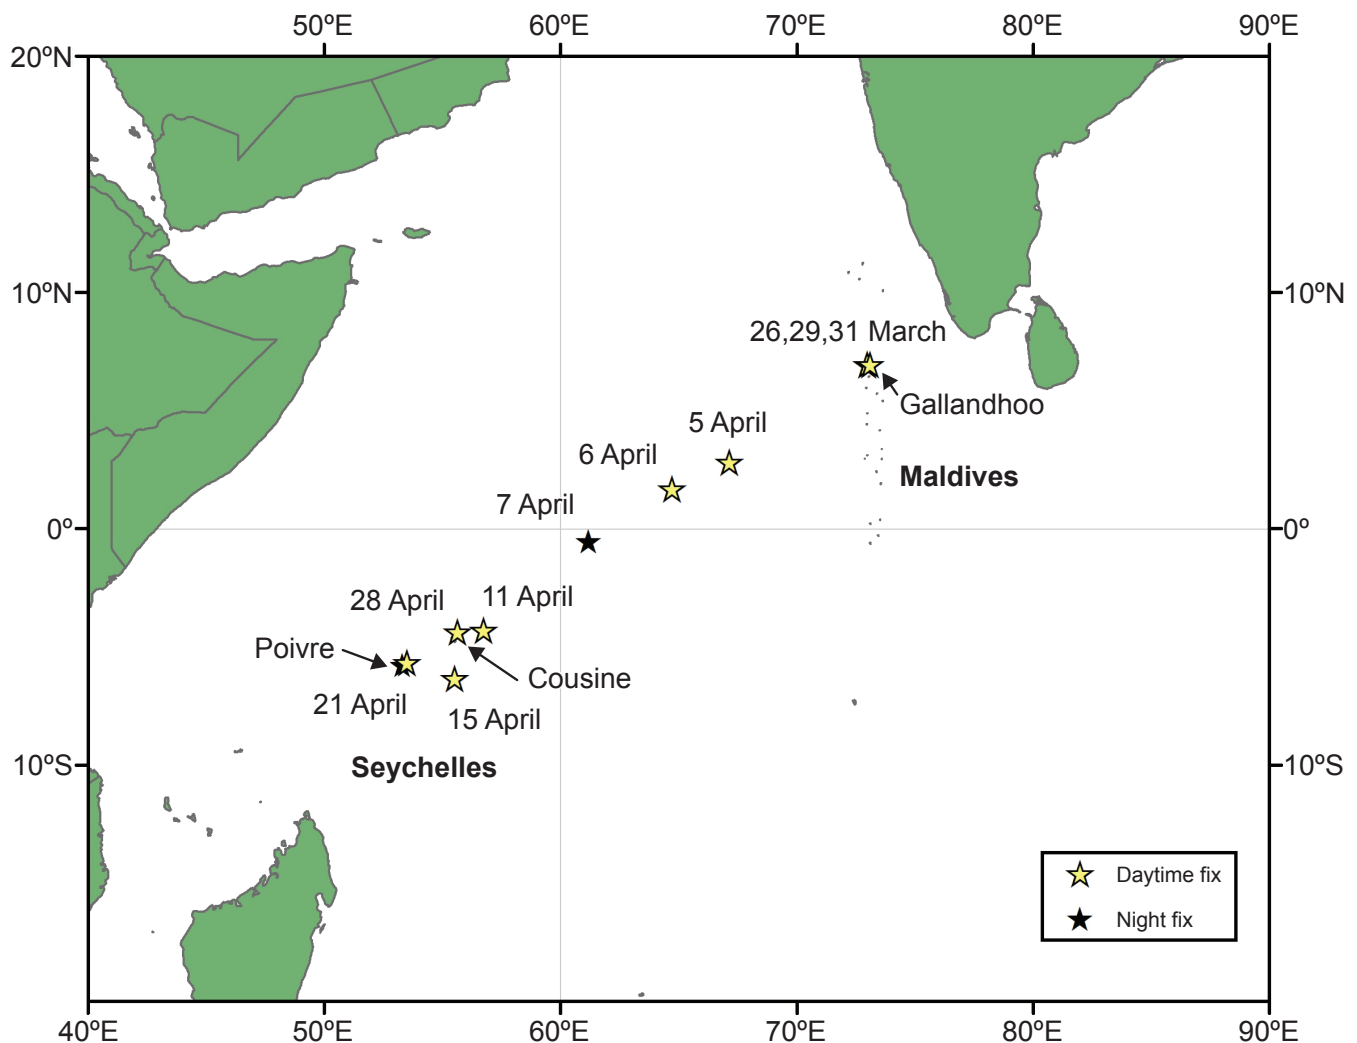 50ºE 60ºE 70ºE 80ºE 90ºE
20ºN
10ºN 10ºN
26,29,31 March
Gallandhoo
5 April
6 April
Maldives
7 April
0º 0º
28 April 11 April
Poivre
Cousine
21 April
15 April
Seychelles
10ºS 10ºS
Daytime fix
Night fix
40ºE 50ºE 60ºE 70ºE 80ºE 90ºE